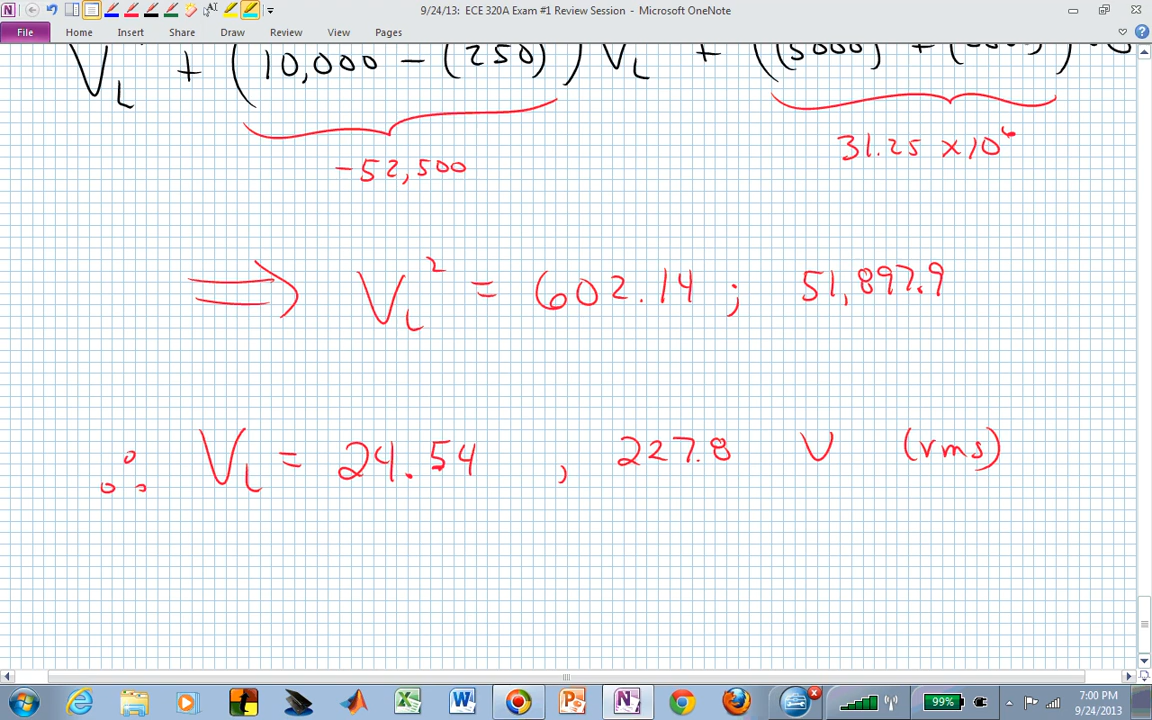 9/24/13: ECE 320A Exam #1 Review Session - Microsoft OneNote
File Home Insert Share Draw Review View Pages
V_L + (10,000 − (250)) V_L + ((5000) +
−52,500
31.25 × 10⁶
⇒ V_L² = 602.14 ; 51,897.9
∴ V_L = 24.54 , 227.8 V (rms)
99%
7:00 PM
9/24/2013